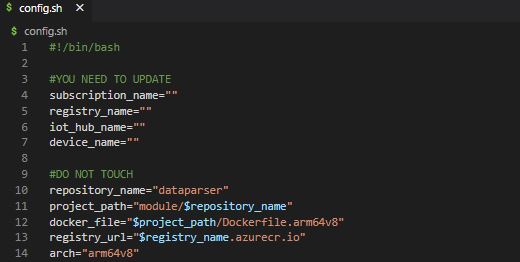 $ config.sh ×
$ config.sh
1 #!/bin/bash
2
3 #YOU NEED TO UPDATE
4 subscription_name=""
5 registry_name=""
6 iot_hub_name=""
7 device_name=""
8
9 #DO NOT TOUCH
10 repository_name="dataparser"
11 project_path="module/$repository_name"
12 docker_file="$project_path/Dockerfile.arm64v8"
13 registry_url="$registry_name.azurecr.io"
14 arch="arm64v8"